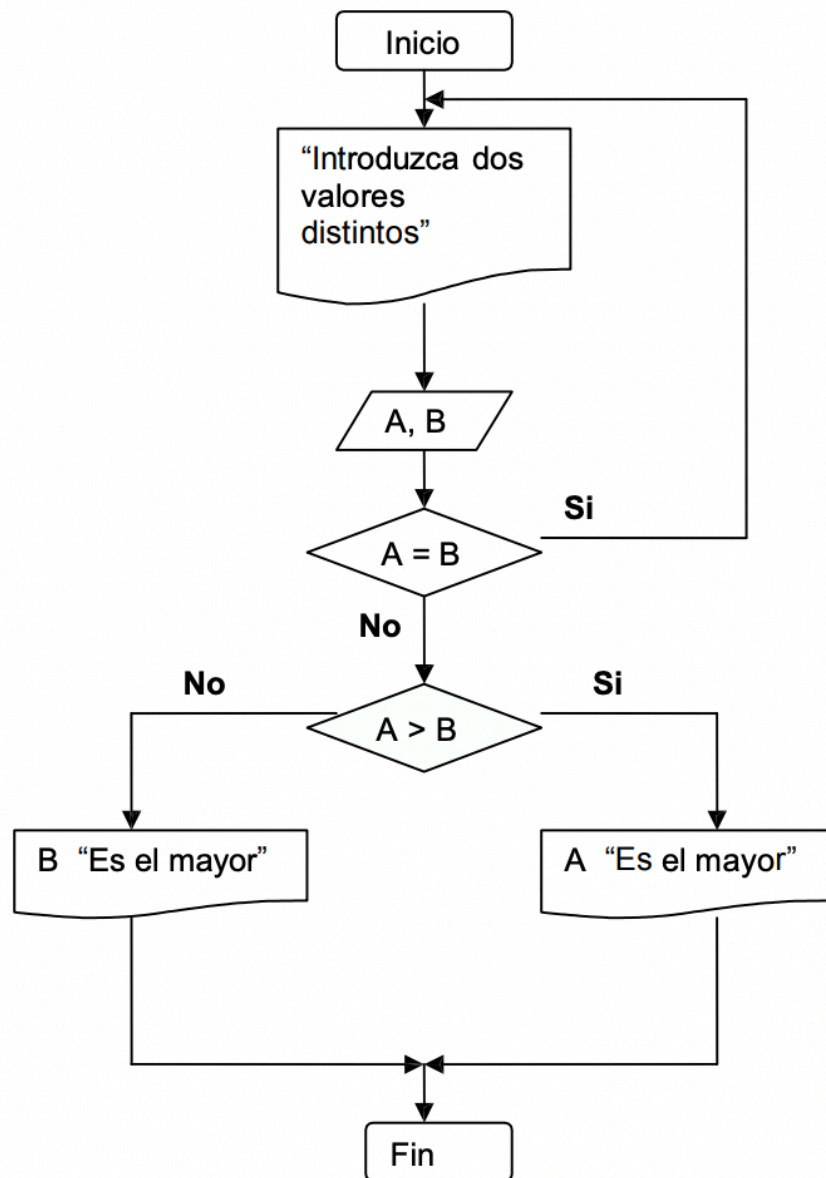 Inicio
“Introduzca dos
valores
distintos”
A, B
Si
A = B
No
No
Si
A > B
B “Es el mayor”
A “Es el mayor”
Fin